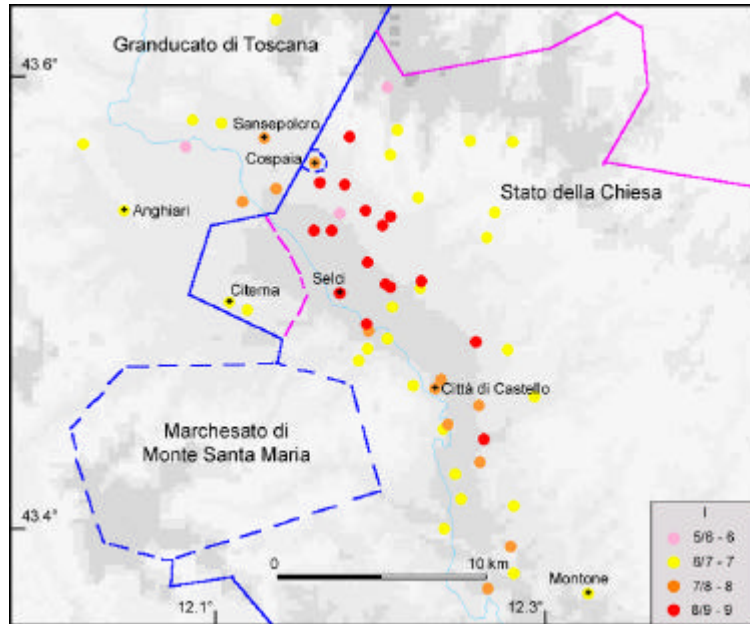 Granducato di Toscana
43.6°
Sansepolcro
Cospaia
Stato della Chiesa
Anghiari
Citerna
Selci
Città di Castello
Marchesato di
Monte Santa Maria
43.4°
0
10 km
Montone
12.1°
12.3°
I
5/6 - 6
6/7 - 7
7/8 - 8
8/9 - 9